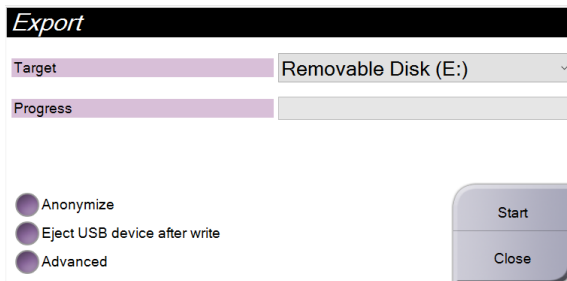 Export
Target
Removable Disk (E:)
Progress
Anonymize
Eject USB device after write
Advanced
Start
Close